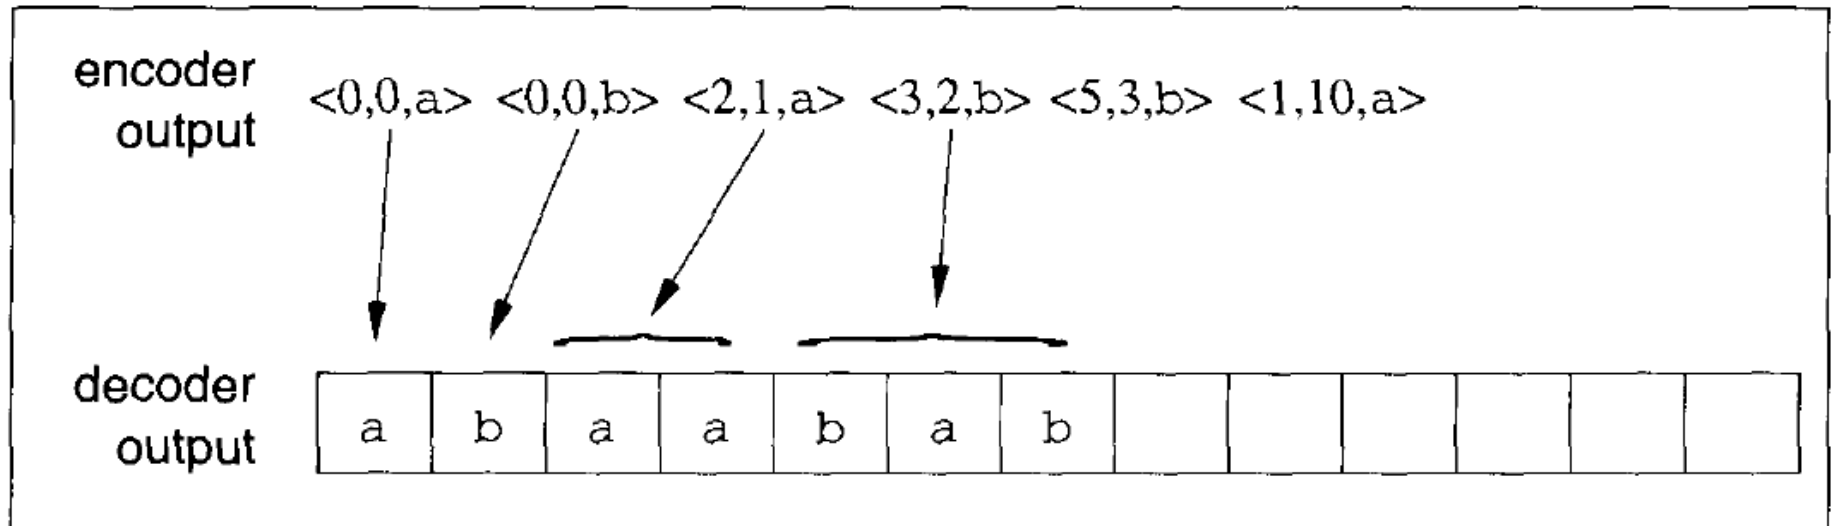 encoder
output
<0,0,a> <0,0,b> <2,1,a> <3,2,b> <5,3,b> <1,10,a>
decoder
output
a b a a b a b